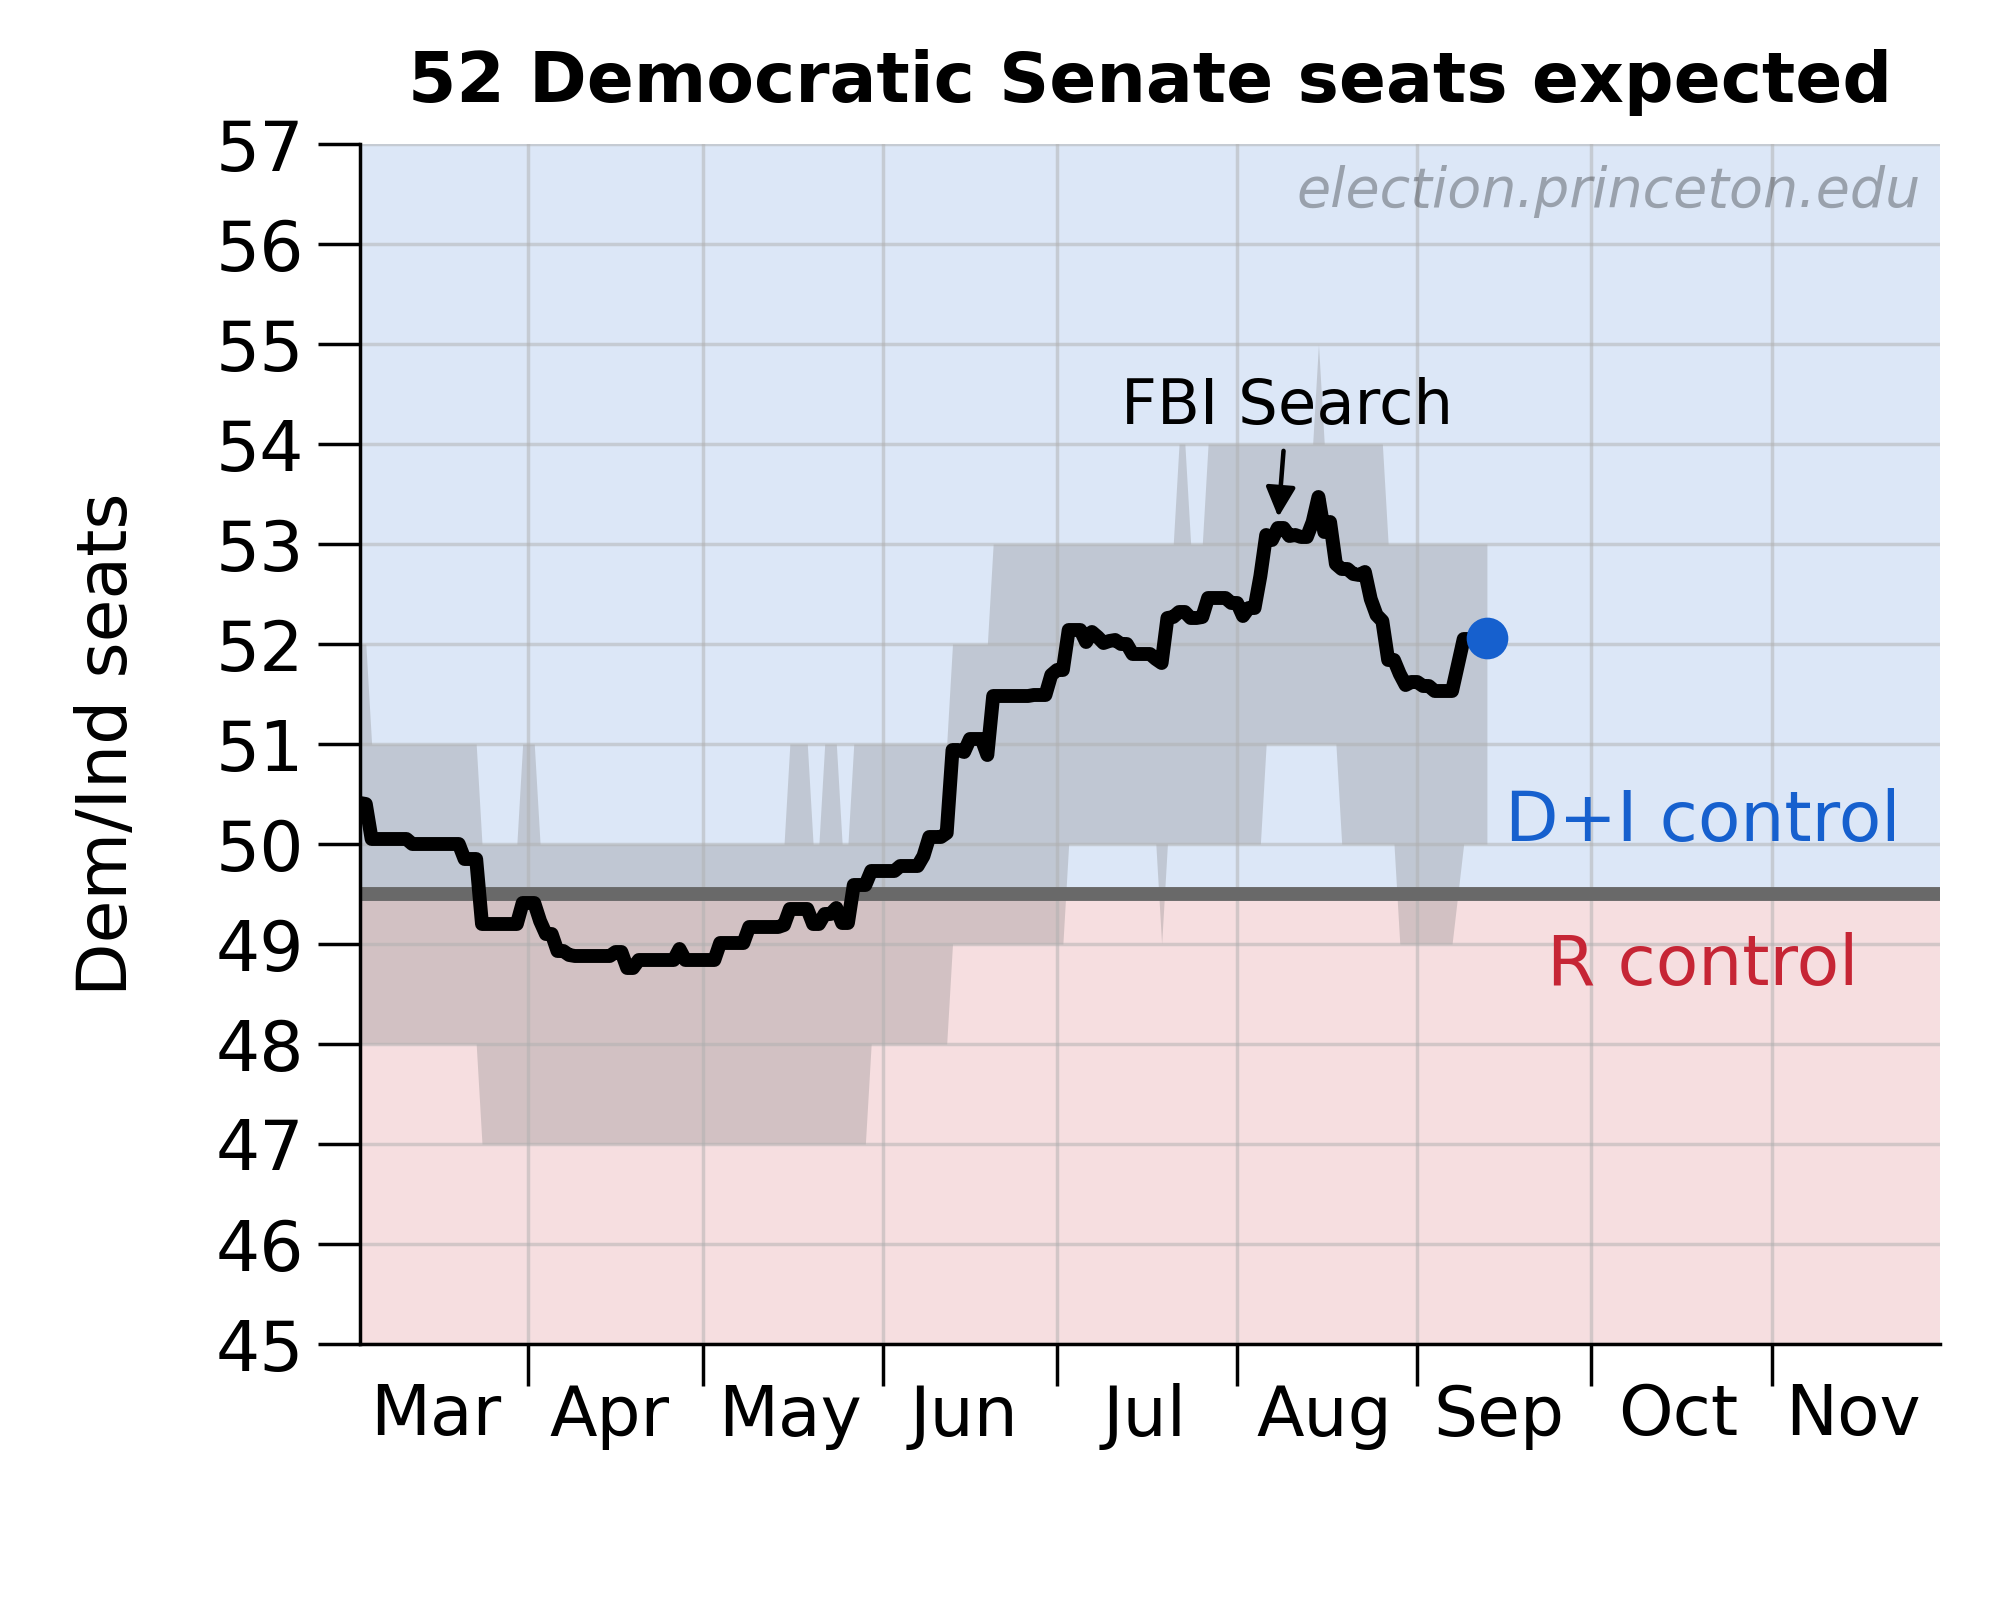 52 Democratic Senate seats expected
election.princeton.edu
57
56
55
54
53
52
51
50
49
48
47
46
45
Dem/Ind seats
FBI Search
D+I control
R control
Mar Apr May Jun Jul Aug Sep Oct Nov